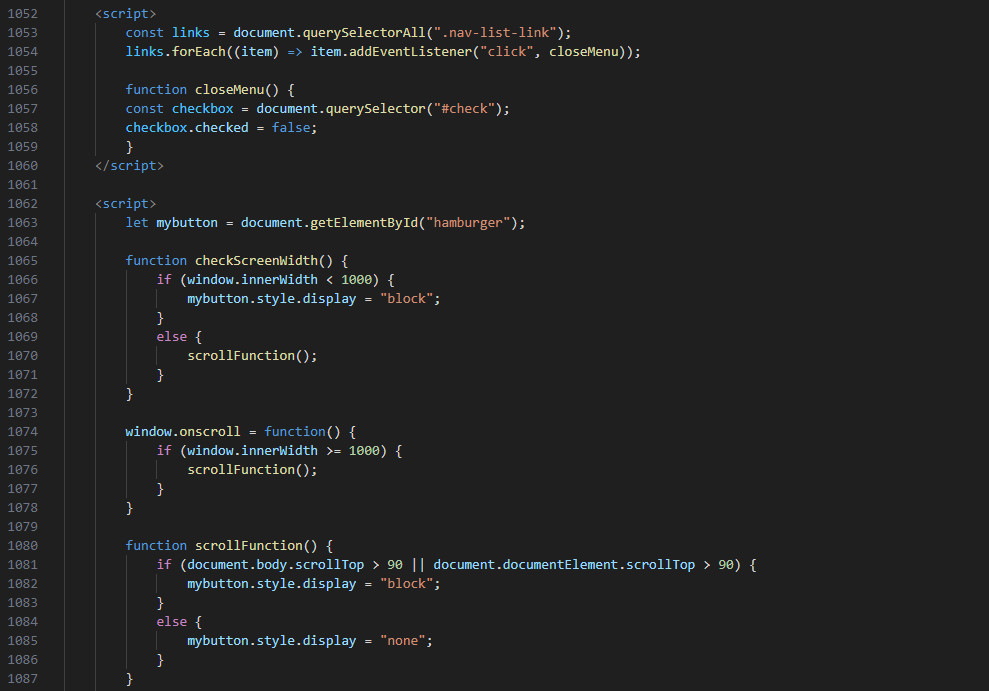 1052 <script>
1053 const links = document.querySelectorAll(".nav-list-link");
1054 links.forEach((item) => item.addEventListener("click", closeMenu));
1055
1056 function closeMenu() {
1057 const checkbox = document.querySelector("#check");
1058 checkbox.checked = false;
1059 }
1060 </script>
1061
1062 <script>
1063 let mybutton = document.getElementById("hamburger");
1064
1065 function checkScreenWidth() {
1066 if (window.innerWidth < 1000) {
1067 mybutton.style.display = "block";
1068 }
1069 else {
1070 scrollFunction();
1071 }
1072 }
1073
1074 window.onscroll = function() {
1075 if (window.innerWidth >= 1000) {
1076 scrollFunction();
1077 }
1078 }
1079
1080 function scrollFunction() {
1081 if (document.body.scrollTop > 90 || document.documentElement.scrollTop > 90) {
1082 mybutton.style.display = "block";
1083 }
1084 else {
1085 mybutton.style.display = "none";
1086 }
1087 }